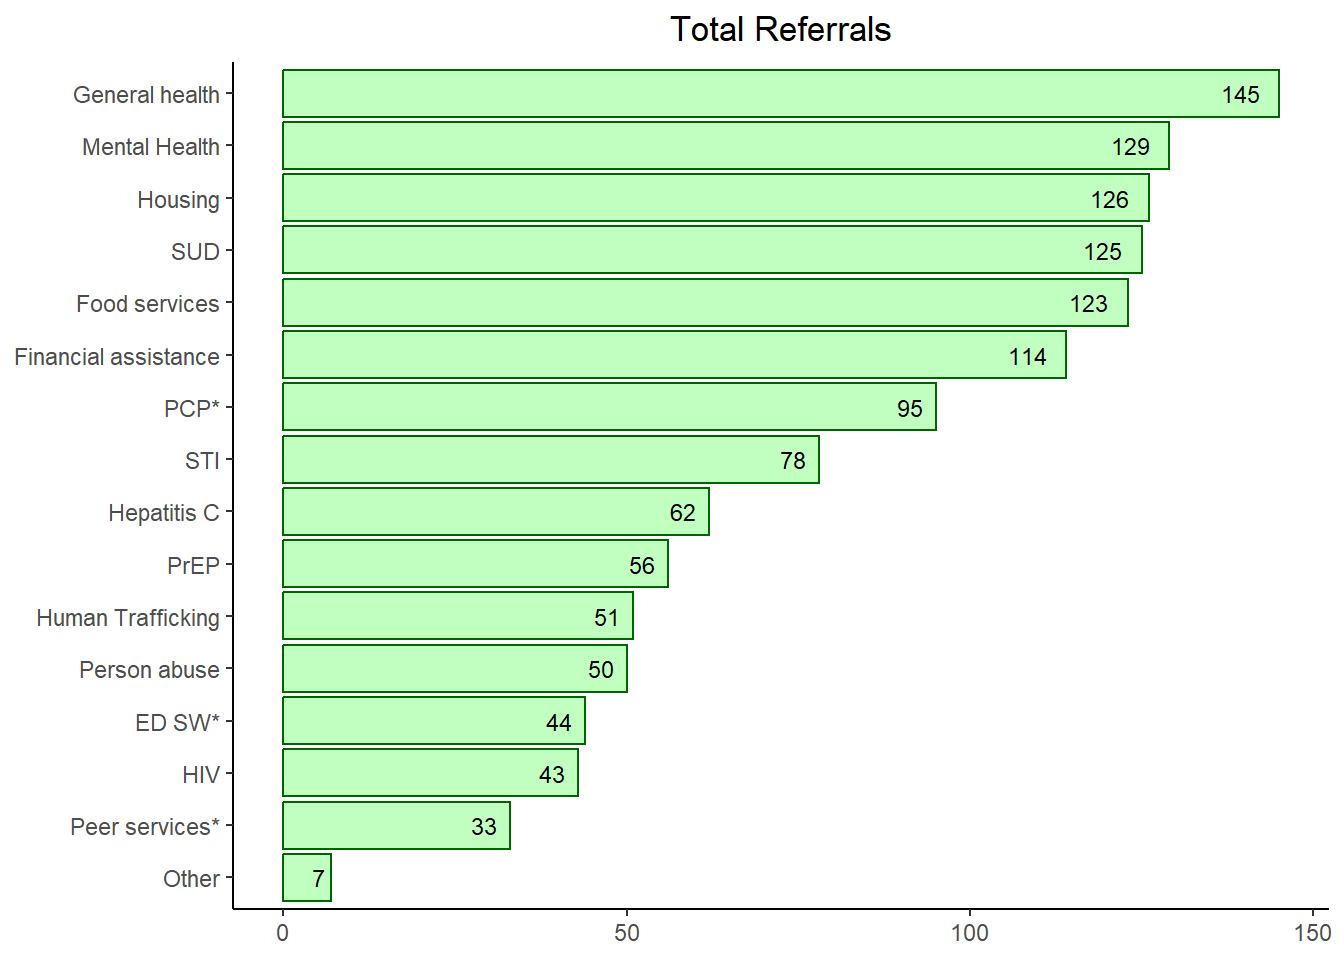 Total Referrals
General health 145
Mental Health 129
Housing 126
SUD 125
Food services 123
Financial assistance 114
PCP* 95
STI 78
Hepatitis C 62
PrEP 56
Human Trafficking 51
Person abuse 50
ED SW* 44
HIV 43
Peer services* 33
Other 7
0 50 100 150